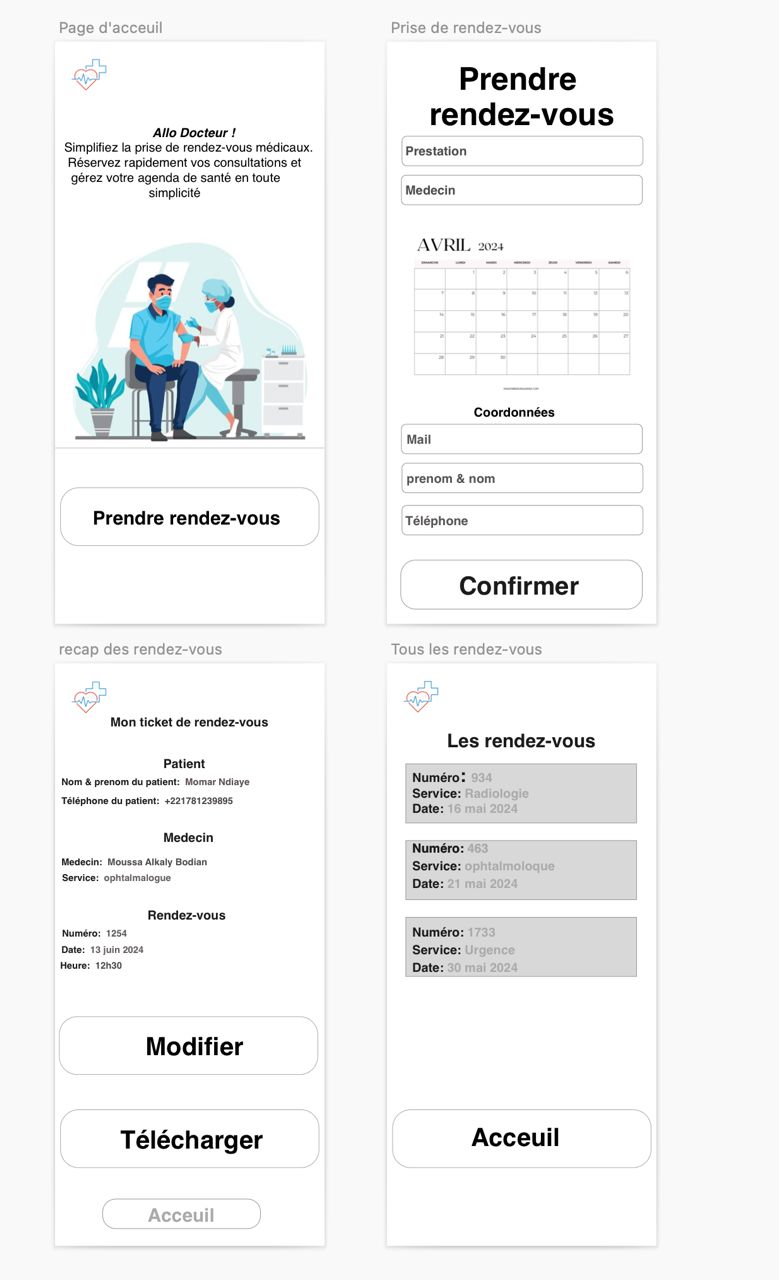 Page d'acceuil
Allo Docteur !
Simplifiez la prise de rendez-vous médicaux.
Réservez rapidement vos consultations et
gérez votre agenda de santé en toute
simplicité
Prendre rendez-vous
Prise de rendez-vous
Prendre
rendez-vous
Prestation
Medecin
AVRIL 2024
DIMANCHE LUNDI MARDI MERCREDI JEUDI VENDREDI SAMEDI
1 2 3 4 5 6
7 8 9 10 11 12 13
14 15 16 17 18 19 20
21 22 23 24 25 26 27
28 29 30
Coordonnées
Mail
prenom & nom
Téléphone
Confirmer
recap des rendez-vous
Mon ticket de rendez-vous
Patient
Nom & prenom du patient: Momar Ndiaye
Téléphone du patient: +221781239895
Medecin
Medecin: Moussa Alkaly Bodian
Service: ophtalmalogue
Rendez-vous
Numéro: 1254
Date: 13 juin 2024
Heure: 12h30
Modifier
Télécharger
Acceuil
Tous les rendez-vous
Les rendez-vous
Numéro: 934
Service: Radiologie
Date: 16 mai 2024
Numéro: 463
Service: ophtalmoloque
Date: 21 mai 2024
Numéro: 1733
Service: Urgence
Date: 30 mai 2024
Acceuil